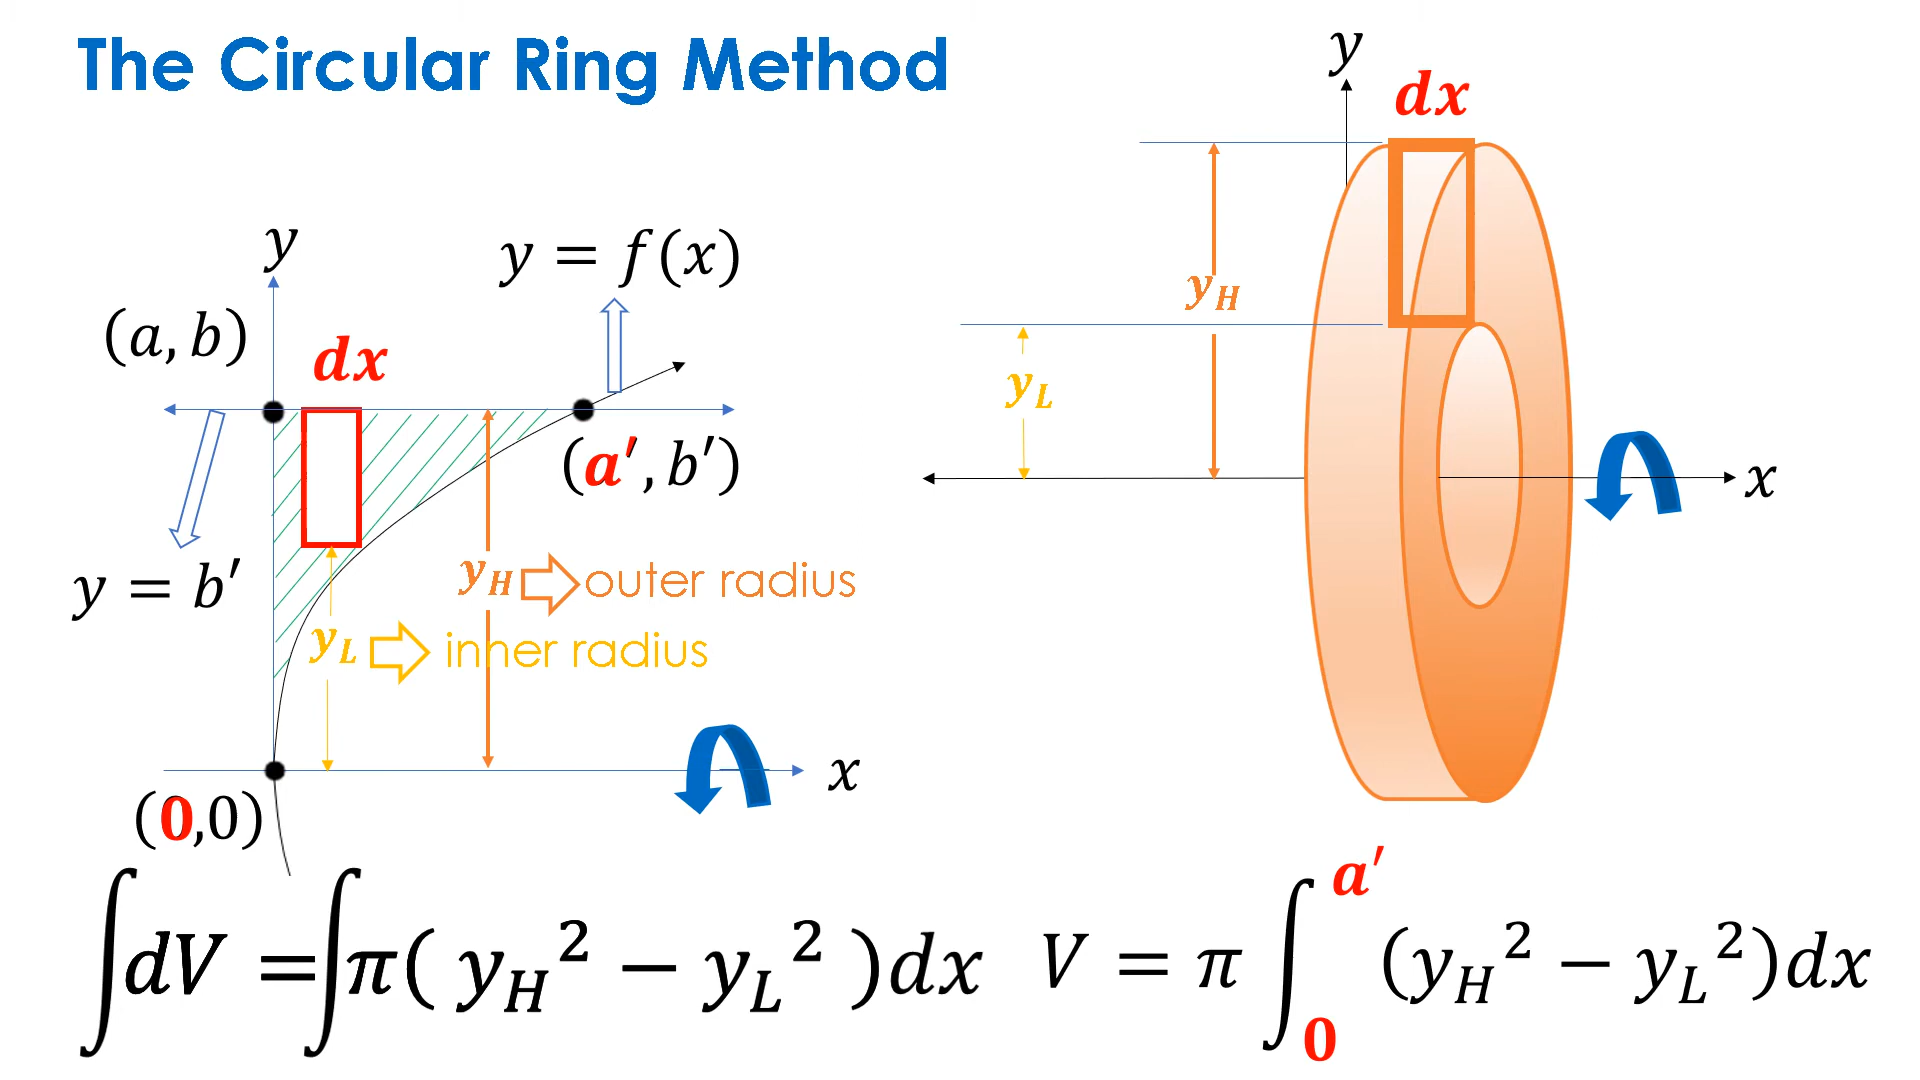 The Circular Ring Method
y
y = f(x)
(a, b)
dx
(a′, b′)
y = b′
y_H ⇨ outer radius
y_L ⇨ inner radius
x
(0,0)
y
dx
y_H
y_L
x
∫dV = ∫π( y_H² − y_L² )dx
V = π ∫₀^a′ (y_H² − y_L²)dx